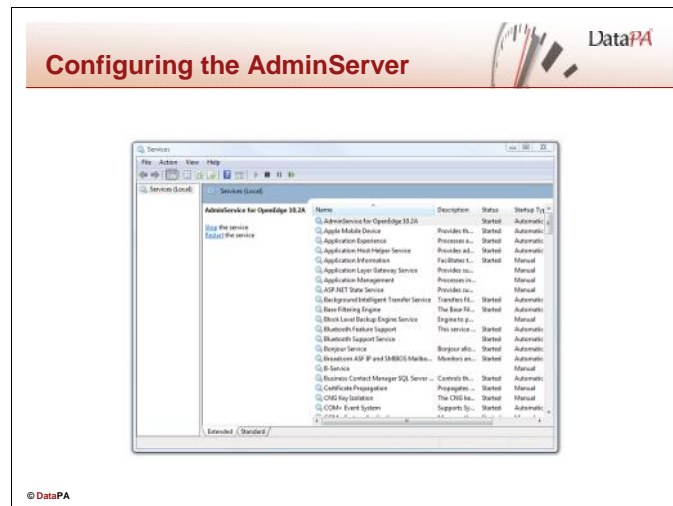 DataPA
Configuring the AdminServer
Services
File Action View Help
Services (Local)
Services (Local)
AdminService for OpenEdge 10.2A
Stop the service
Restart the service
Name Description Status Startup Typ
AdminService for OpenEdge 10.2A Started Automatic
Apple Mobile Device Provides th... Started Automatic
Application Experience Processes a... Started Automatic
Application Host Helper Service Provides ad... Started Automatic
Application Information Facilitates t... Started Manual
Application Layer Gateway Service Provides su... Manual
Application Management Processes in... Manual
ASP.NET State Service Provides su... Manual
Background Intelligent Transfer Service Transfers fil... Started Automatic
Base Filtering Engine The Base Fil... Started Automatic
Block Level Backup Engine Service Engine to p... Manual
Bluetooth Feature Support This service ... Started Automatic
Bluetooth Support Service Started Automatic
Bonjour Service Bonjour allo... Started Automatic
Broadcom ASF IP and SMBIOS Mailbo... Monitors an... Started Automatic
B-Service Manual
Business Contact Manager SQL Server ... Controls th... Started Automatic
Certificate Propagation Propagates ... Started Manual
CNG Key Isolation The CNG ke... Started Manual
COM+ Event System Supports Sy... Started Automatic
Extended Standard
© DataPA